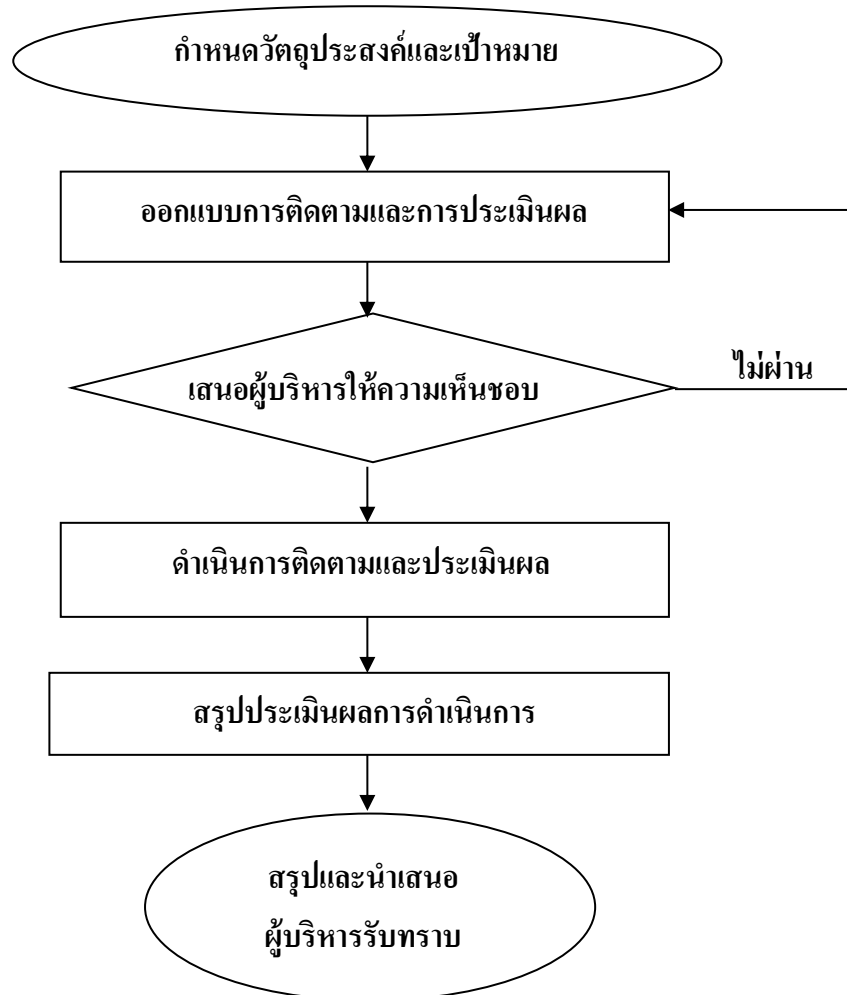 กำหนดวัตถุประสงค์และเป้าหมาย
ออกแบบการติดตามและการประเมินผล
เสนอผู้บริหารให้ความเห็นชอบ
ไม่ผ่าน
ดำเนินการติดตามและประเมินผล
สรุปประเมินผลการดำเนินการ
สรุปและนำเสนอ
ผู้บริหารรับทราบ